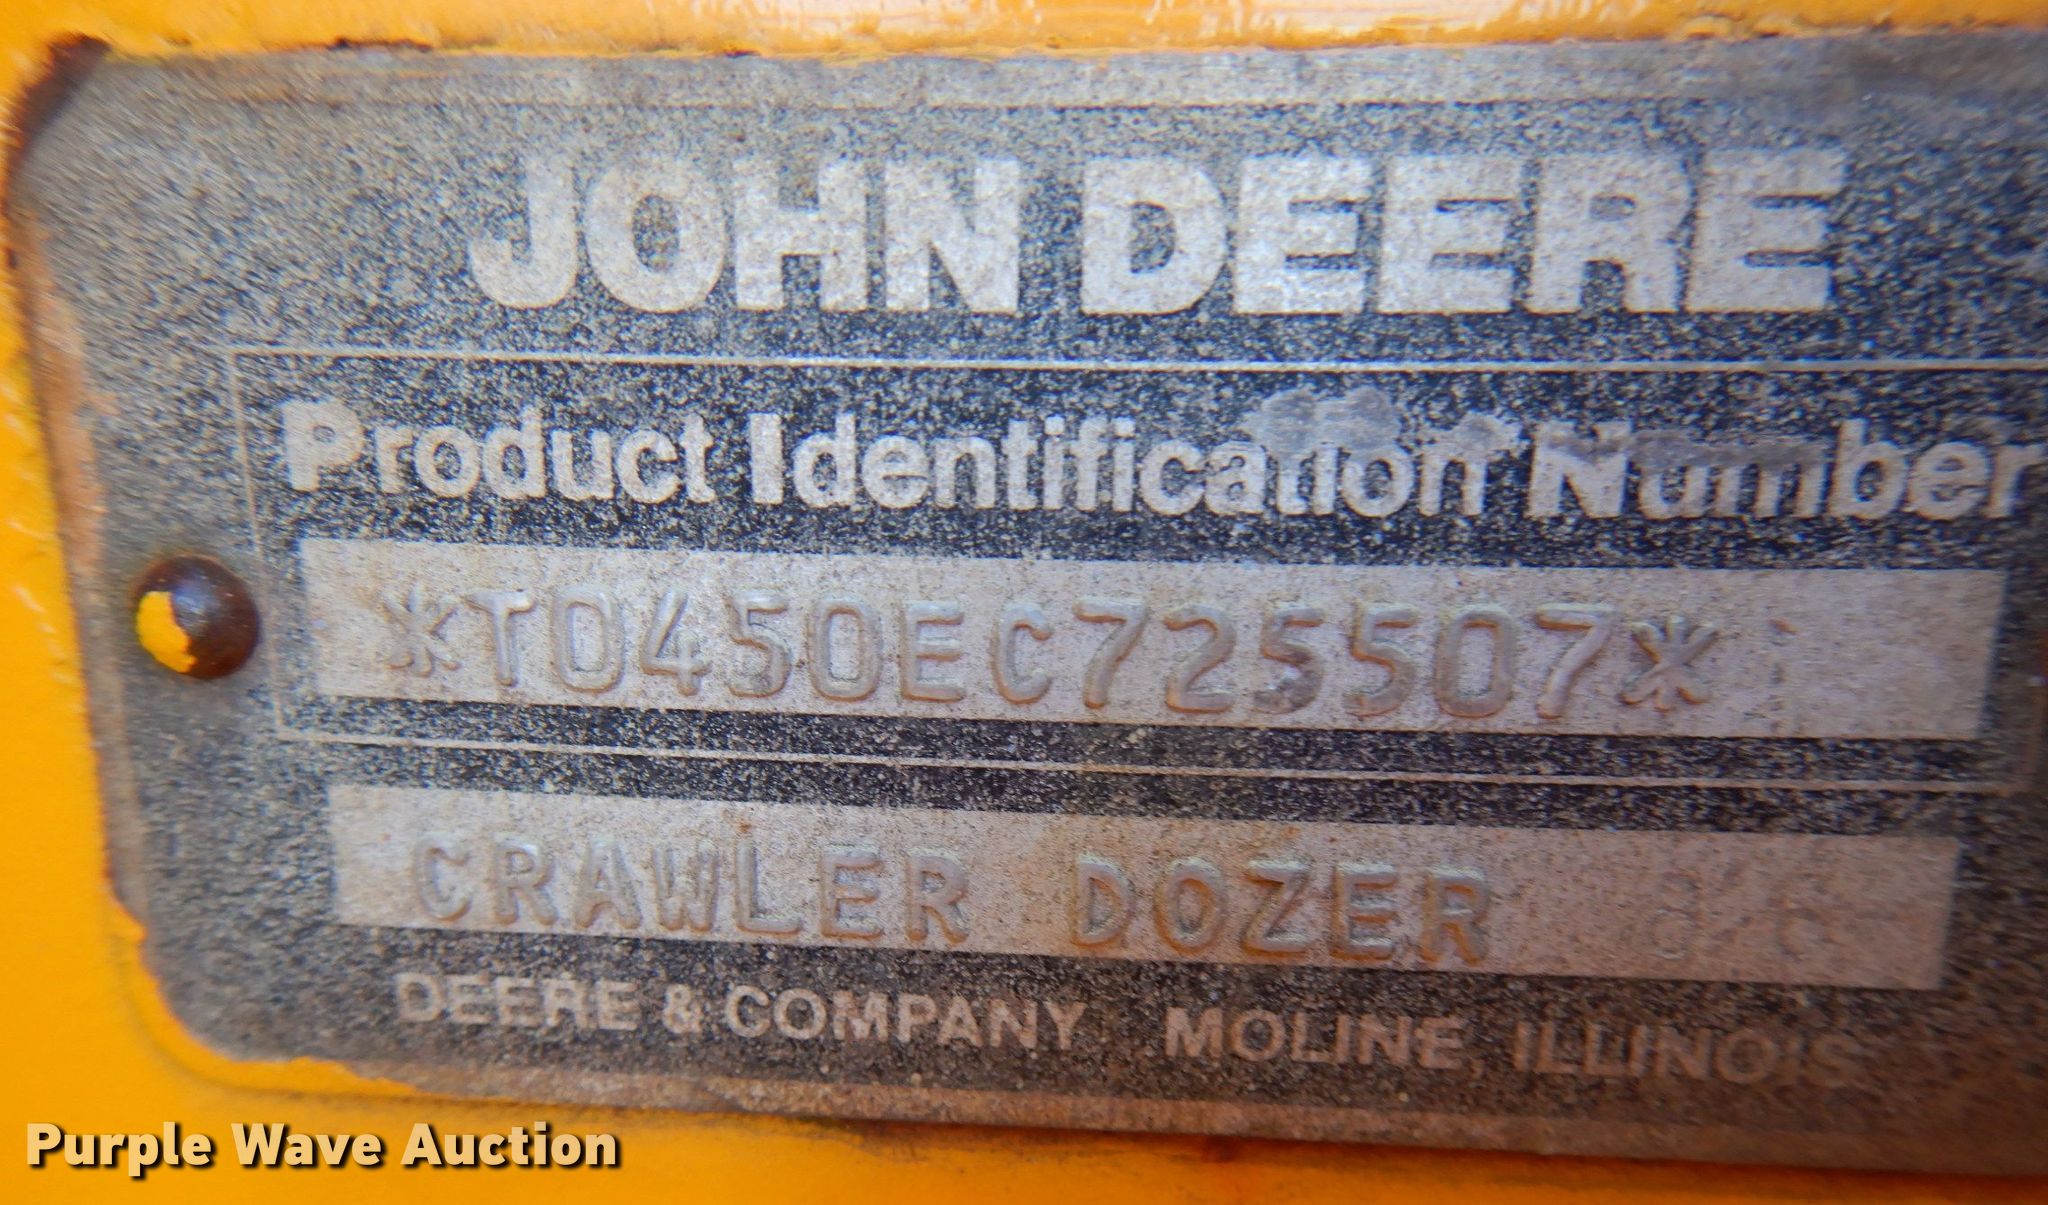 JOHN DEERE
Product Identification Number
*T0450EC725507*
CRAWLER DOZER
DEERE & COMPANY MOLINE, ILLINOIS
Purple Wave Auction